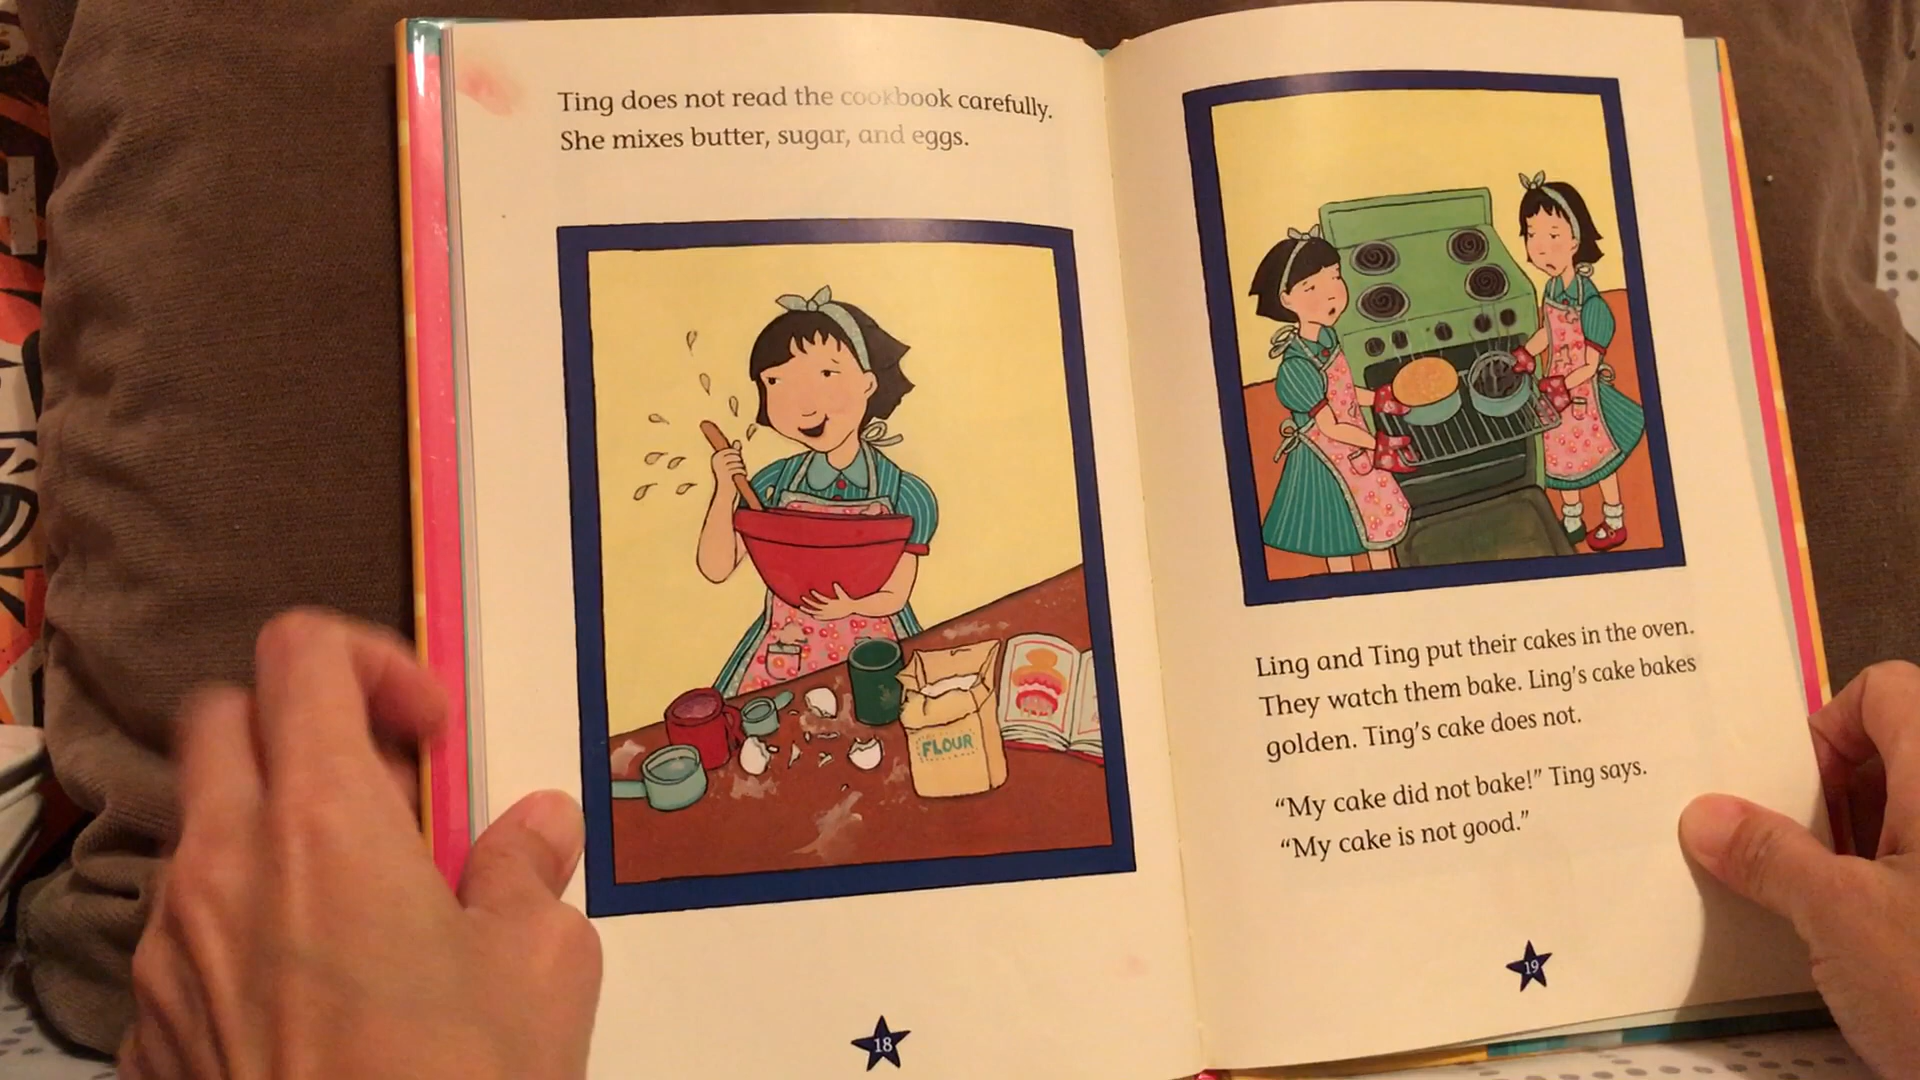 Ting does not read the cookbook carefully.
She mixes butter, sugar, and eggs.
FLOUR
18
Ling and Ting put their cakes in the oven.
They watch them bake. Ling's cake bakes
golden. Ting's cake does not.
“My cake did not bake!” Ting says.
“My cake is not good.”
19